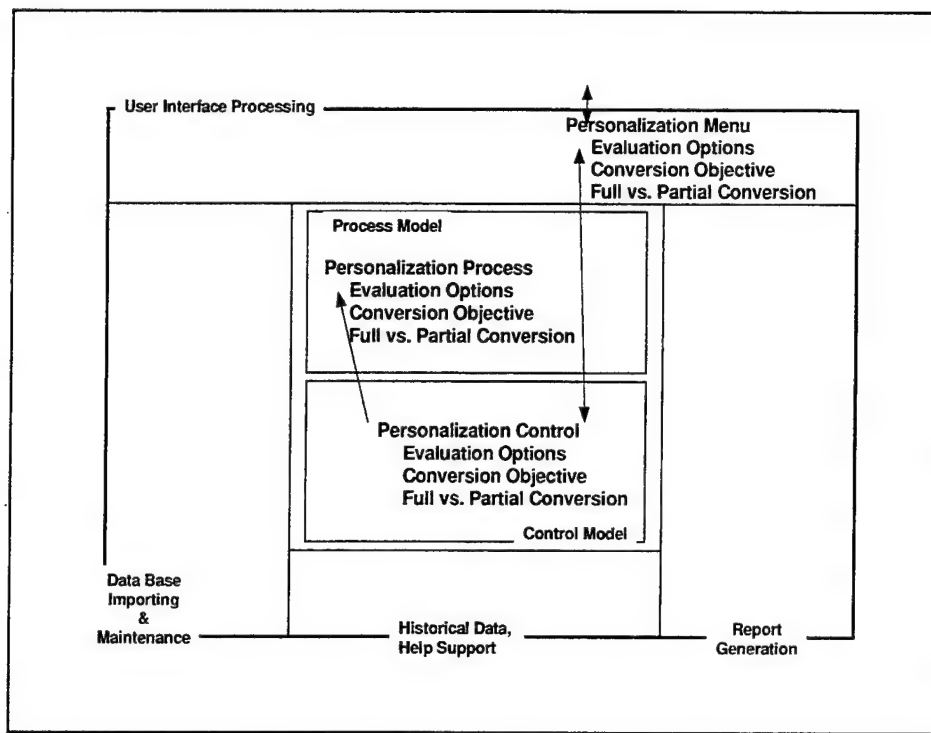 User Interface Processing
Personalization Menu
Evaluation Options
Conversion Objective
Full vs. Partial Conversion
Process Model
Personalization Process
Evaluation Options
Conversion Objective
Full vs. Partial Conversion
Personalization Control
Evaluation Options
Conversion Objective
Full vs. Partial Conversion
Control Model
Data Base
Importing
&
Maintenance
Historical Data,
Help Support
Report
Generation